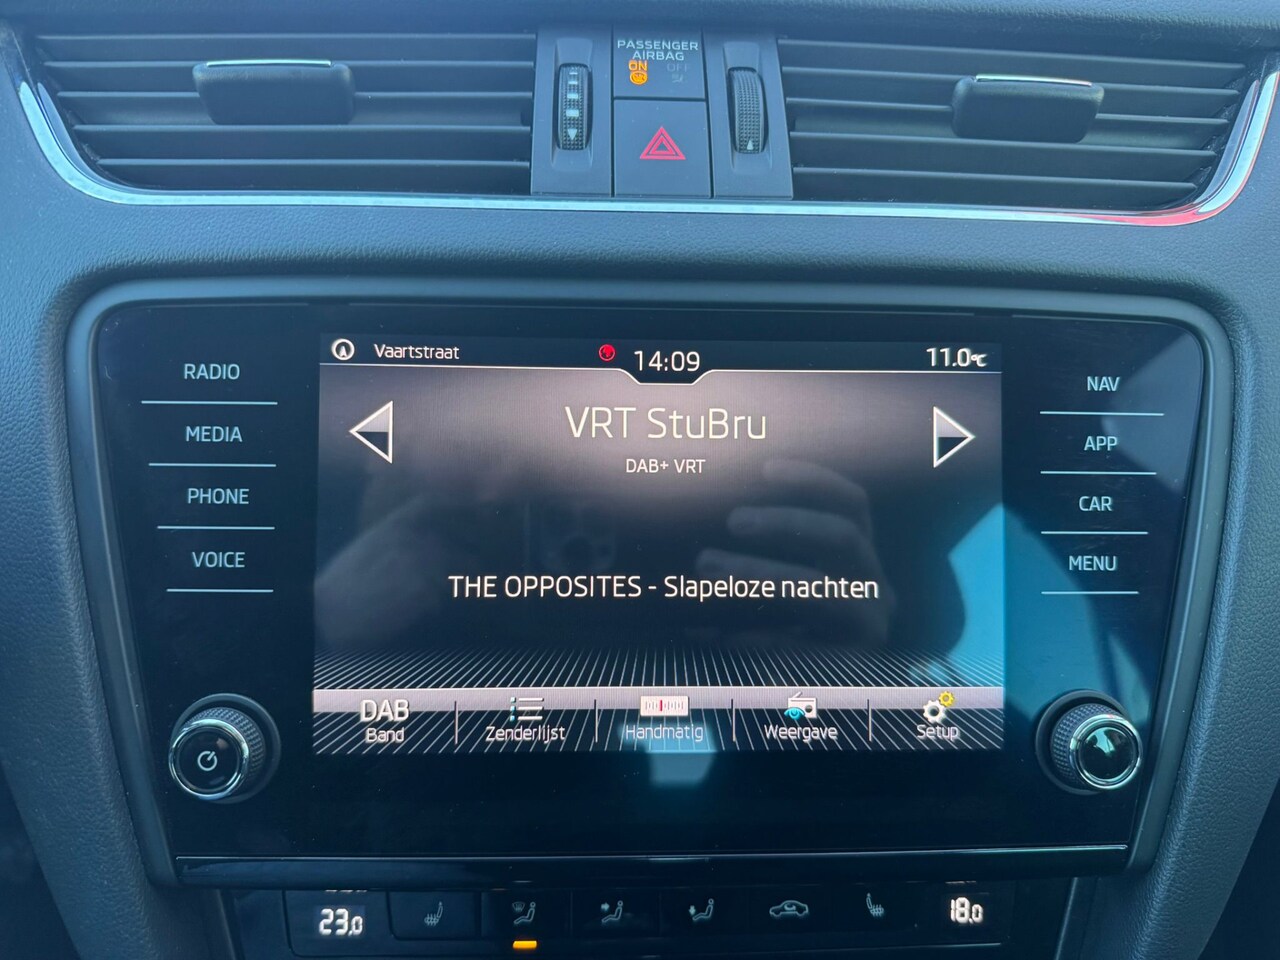 PASSENGER
AIRBAG
ON OFF
Vaartstraat
14:09
11.0°C
RADIO
MEDIA
PHONE
VOICE
VRT StuBru
DAB+ VRT
THE OPPOSITES - Slapeloze nachten
NAV
APP
CAR
MENU
DAB
Band
Zenderlijst
Handmatig
Weergave
Setup
23,0
18.0